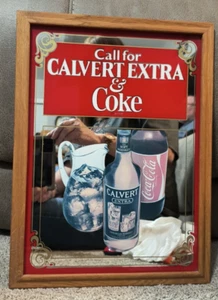 Call for
CALVERT EXTRA
&
Coke
CALVERT
EXTRA
Coca-Cola